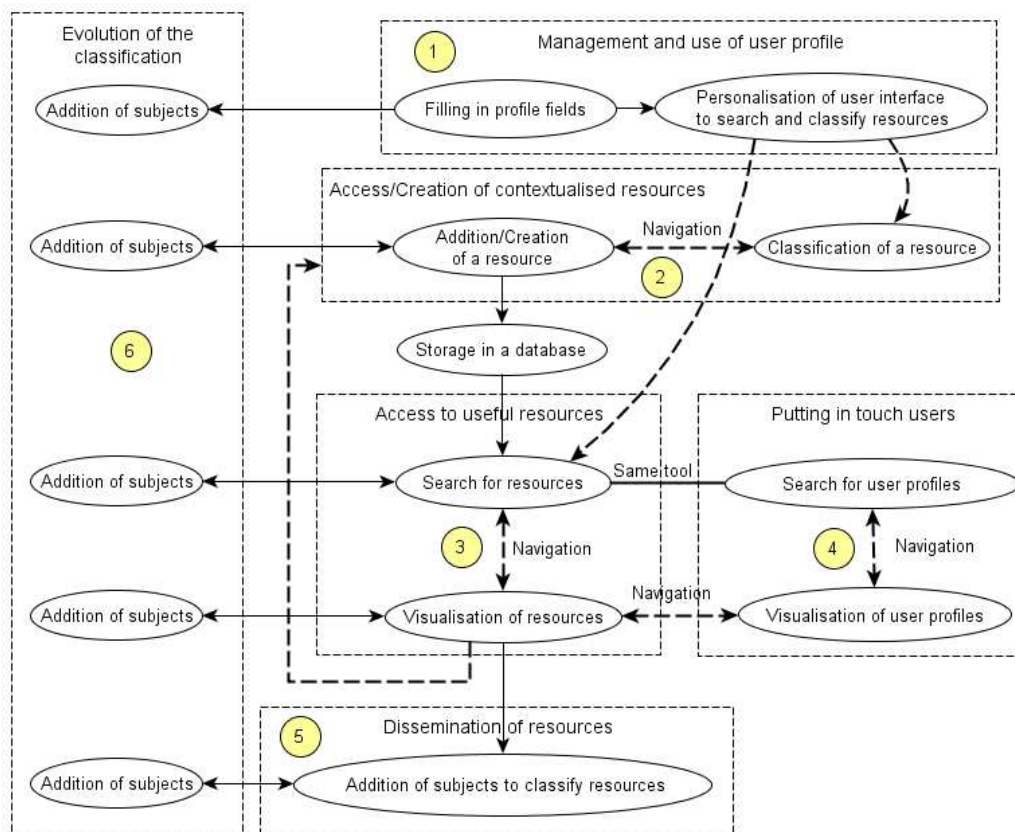 Evolution of the
classification
1
Management and use of user profile
Addition of subjects
Filling in profile fields
Personalisation of user interface
to search and classify resources
Access/Creation of contextualised resources
Addition of subjects
Addition/Creation
of a resource
Navigation
Classification of a resource
2
6
Storage in a database
Access to useful resources
Putting in touch users
Addition of subjects
Search for resources
Same tool
Search for user profiles
3
Navigation
4
Navigation
Addition of subjects
Visualisation of resources
Navigation
Visualisation of user profiles
5
Dissemination of resources
Addition of subjects
Addition of subjects to classify resources